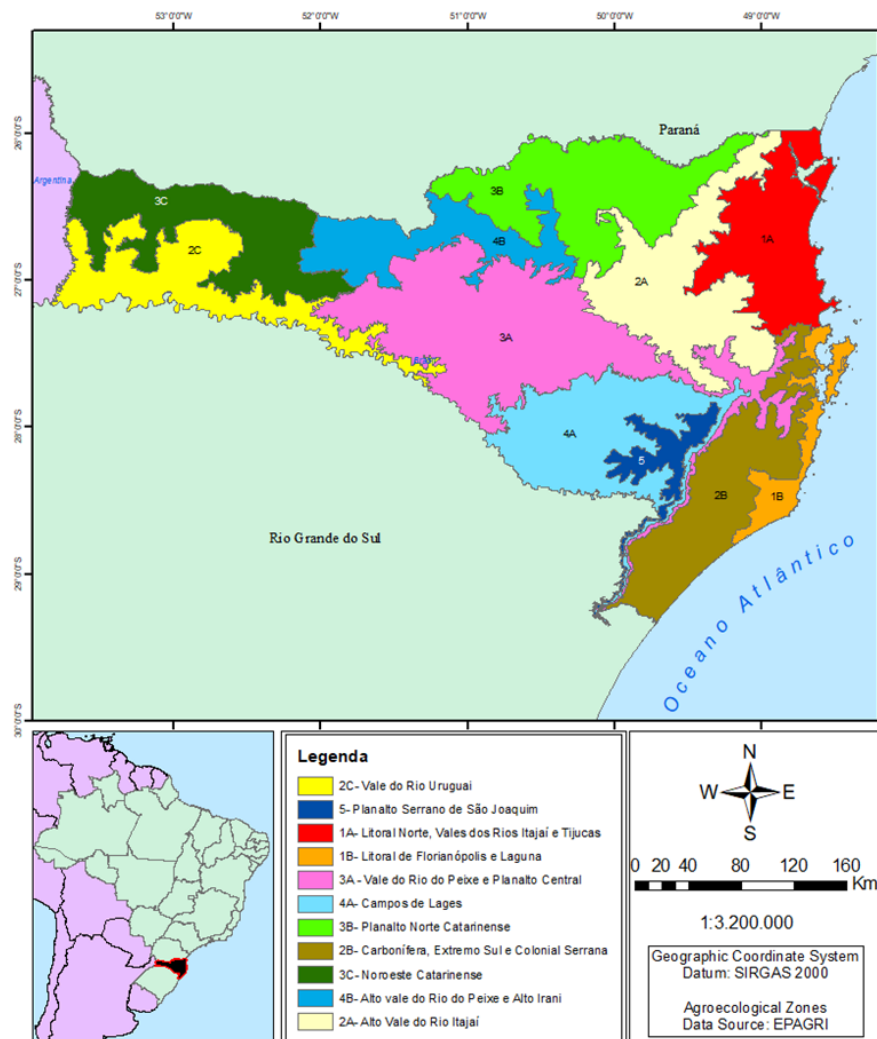 53°0'0"W 52°0'0"W 51°0'0"W 50°0'0"W 49°0'0"W
26°0'0"S
27°0'0"S
28°0'0"S
29°0'0"S
30°0'0"S
Paraná
Argentina
3C
3B
1A
2C
4B
2A
3A
4A
5
2B
1B
Rio Grande do Sul
Oceano Atlântico
Legenda
2C- Vale do Rio Uruguai
5- Planalto Serrano de São Joaquim
1A- Litoral Norte, Vales dos Rios Itajaí e Tijucas
1B- Litoral de Florianópolis e Laguna
3A - Vale do Rio do Peixe e Planalto Central
4A- Campos de Lages
3B- Planalto Norte Catarinense
2B- Carbonífera, Extremo Sul e Colonial Serrana
3C- Noroeste Catarinense
4B- Alto vale do Rio do Peixe e Alto Irani
2A- Alto Vale do Rio Itajaí
N
W E
S
0 20 40 80 120 160
Km
1:3.200.000
Geographic Coordinate System
Datum: SIRGAS 2000
Agroecological Zones
Data Source: EPAGRI